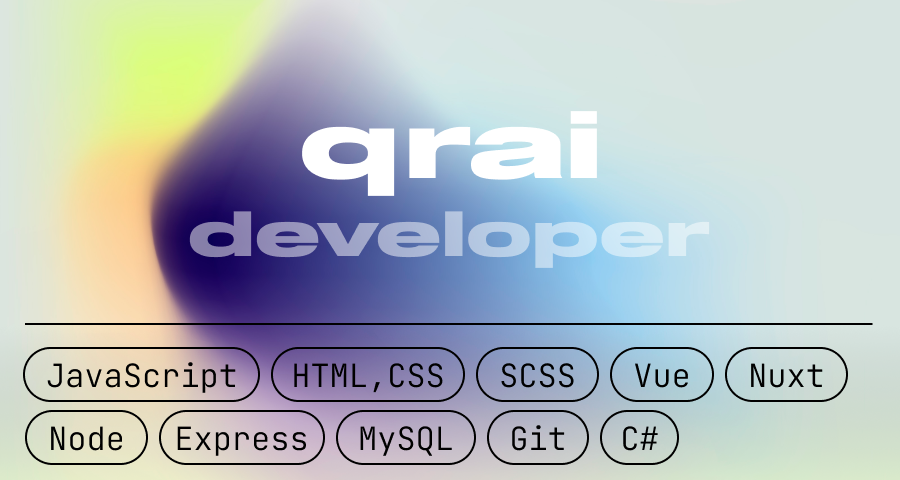 qrai
developer
JavaScript HTML,CSS SCSS Vue Nuxt
Node Express MySQL Git C#